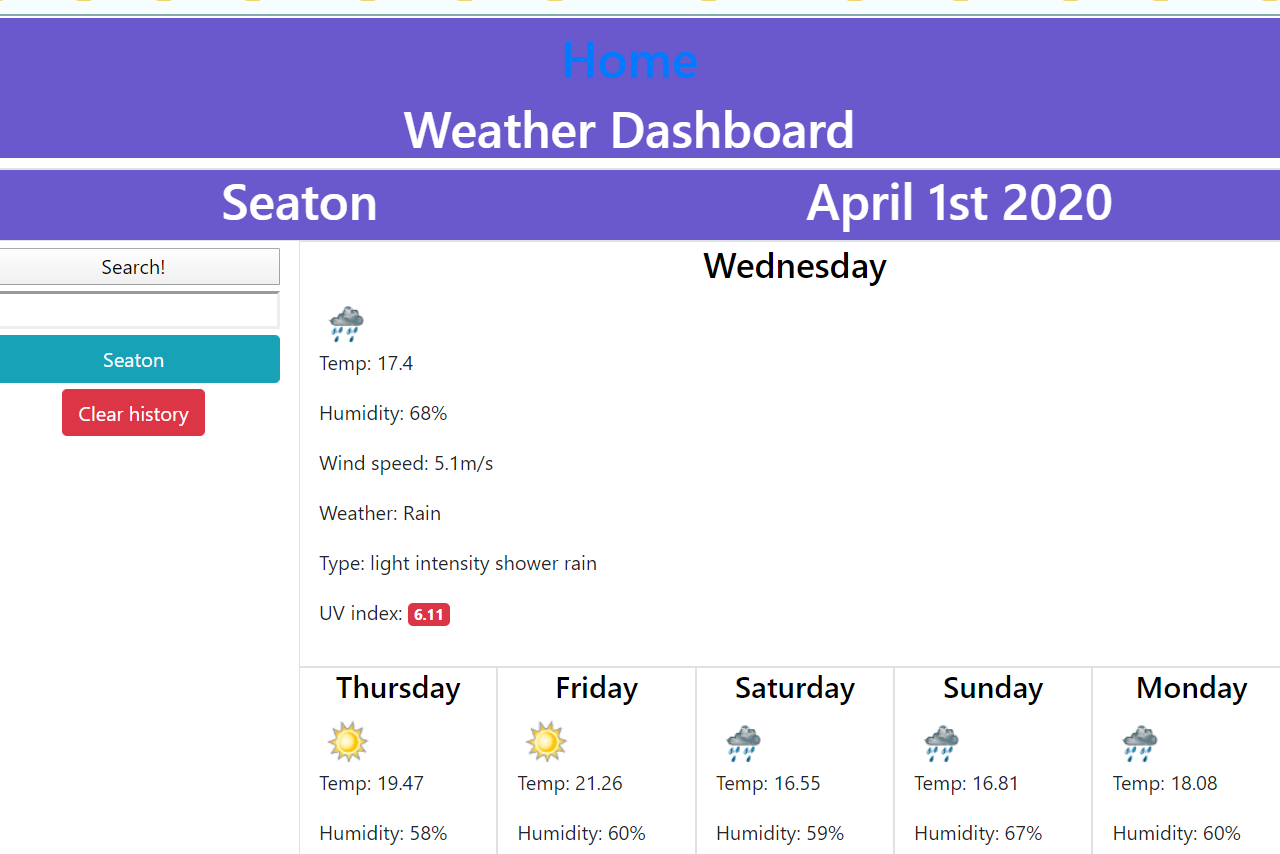 Home
Weather Dashboard
Seaton
April 1st 2020
Search!
Seaton
Clear history
Wednesday
Temp: 17.4
Humidity: 68%
Wind speed: 5.1m/s
Weather: Rain
Type: light intensity shower rain
UV index: 6.11
Thursday
Temp: 19.47
Humidity: 58%
Friday
Temp: 21.26
Humidity: 60%
Saturday
Temp: 16.55
Humidity: 59%
Sunday
Temp: 16.81
Humidity: 67%
Monday
Temp: 18.08
Humidity: 60%